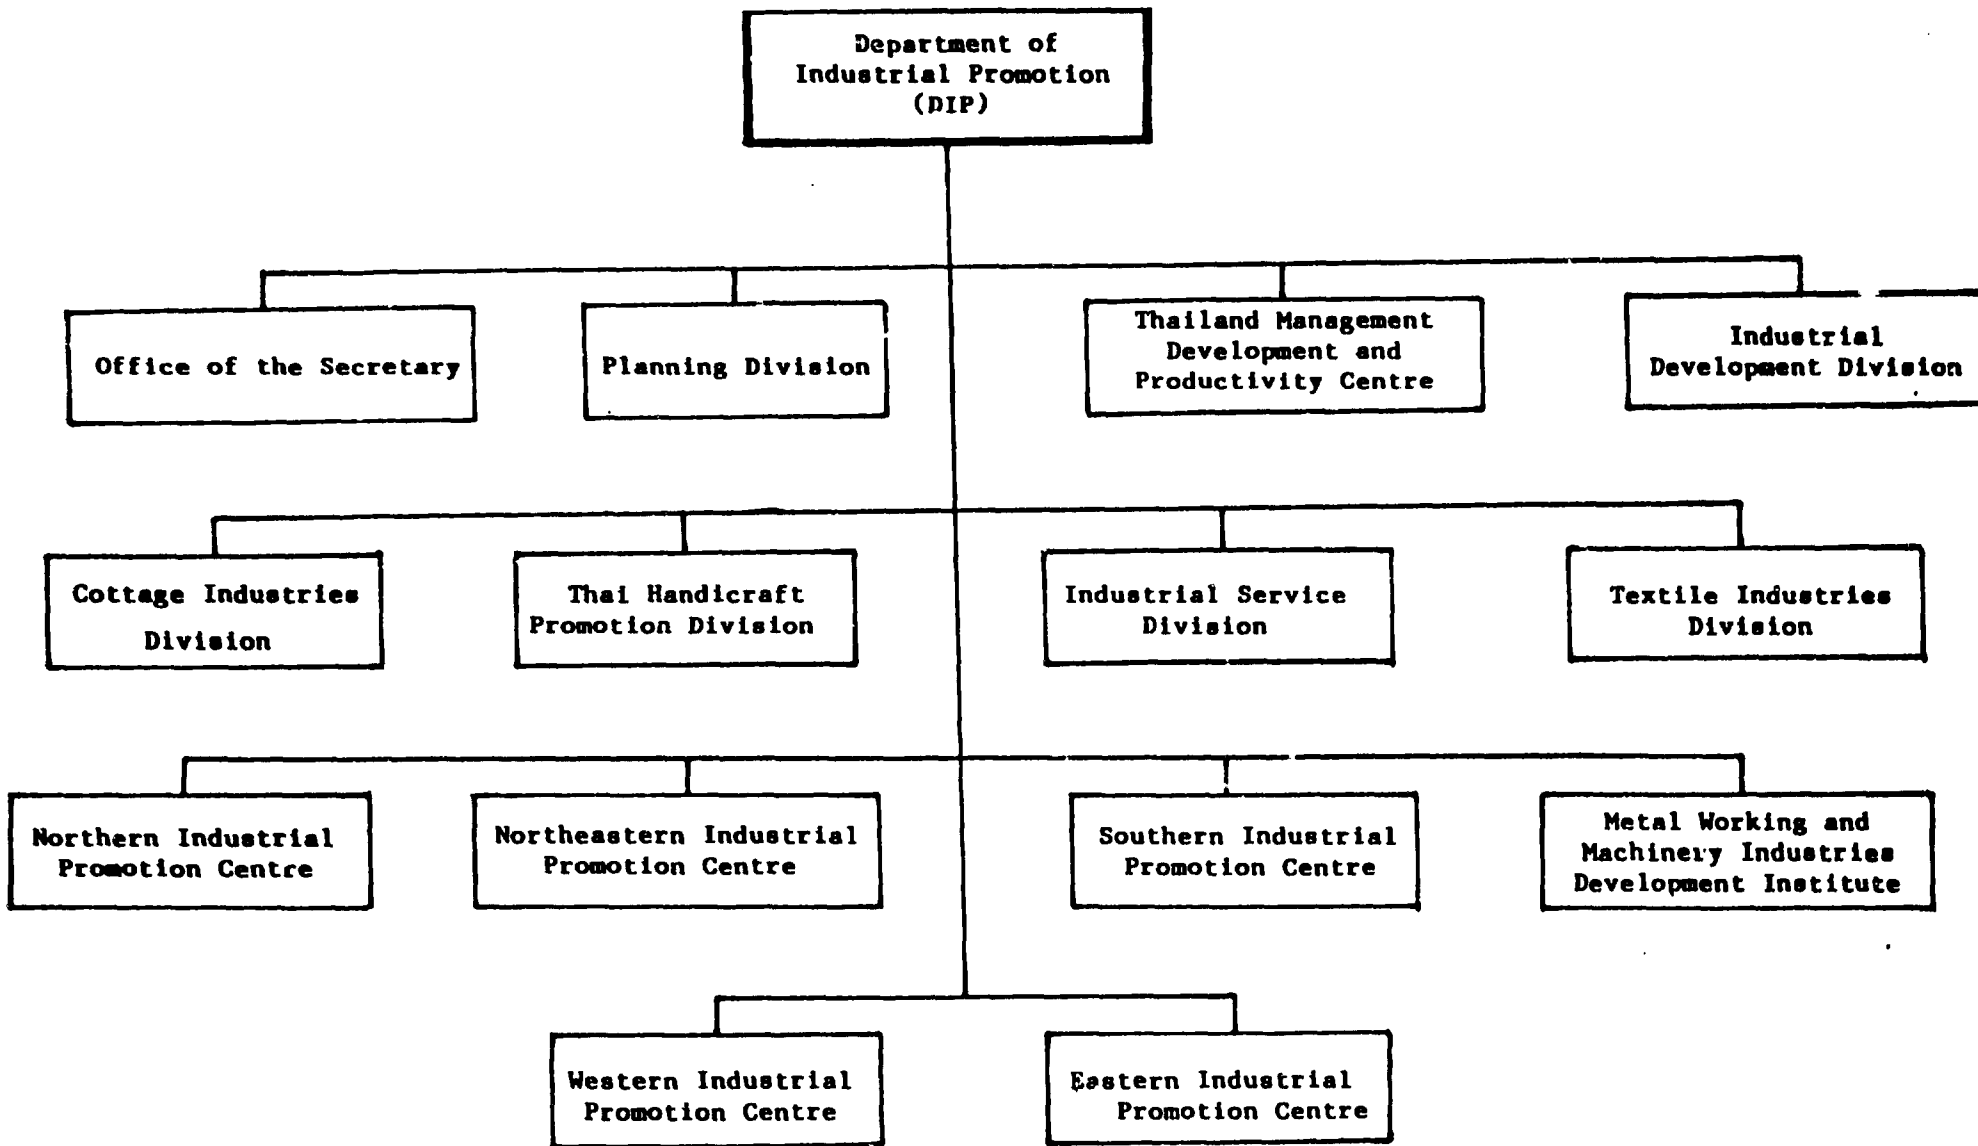 Department of
Industrial Promotion
(DIP)
Office of the Secretary
Planning Division
Thailand Management
Development and
Productivity Centre
Industrial
Development Division
Cottage Industries
Division
Thai Handicraft
Promotion Division
Industrial Service
Division
Textile Industries
Division
Northern Industrial
Promotion Centre
Northeastern Industrial
Promotion Centre
Southern Industrial
Promotion Centre
Metal Working and
Machinery Industries
Development Institute
Western Industrial
Promotion Centre
Eastern Industrial
Promotion Centre